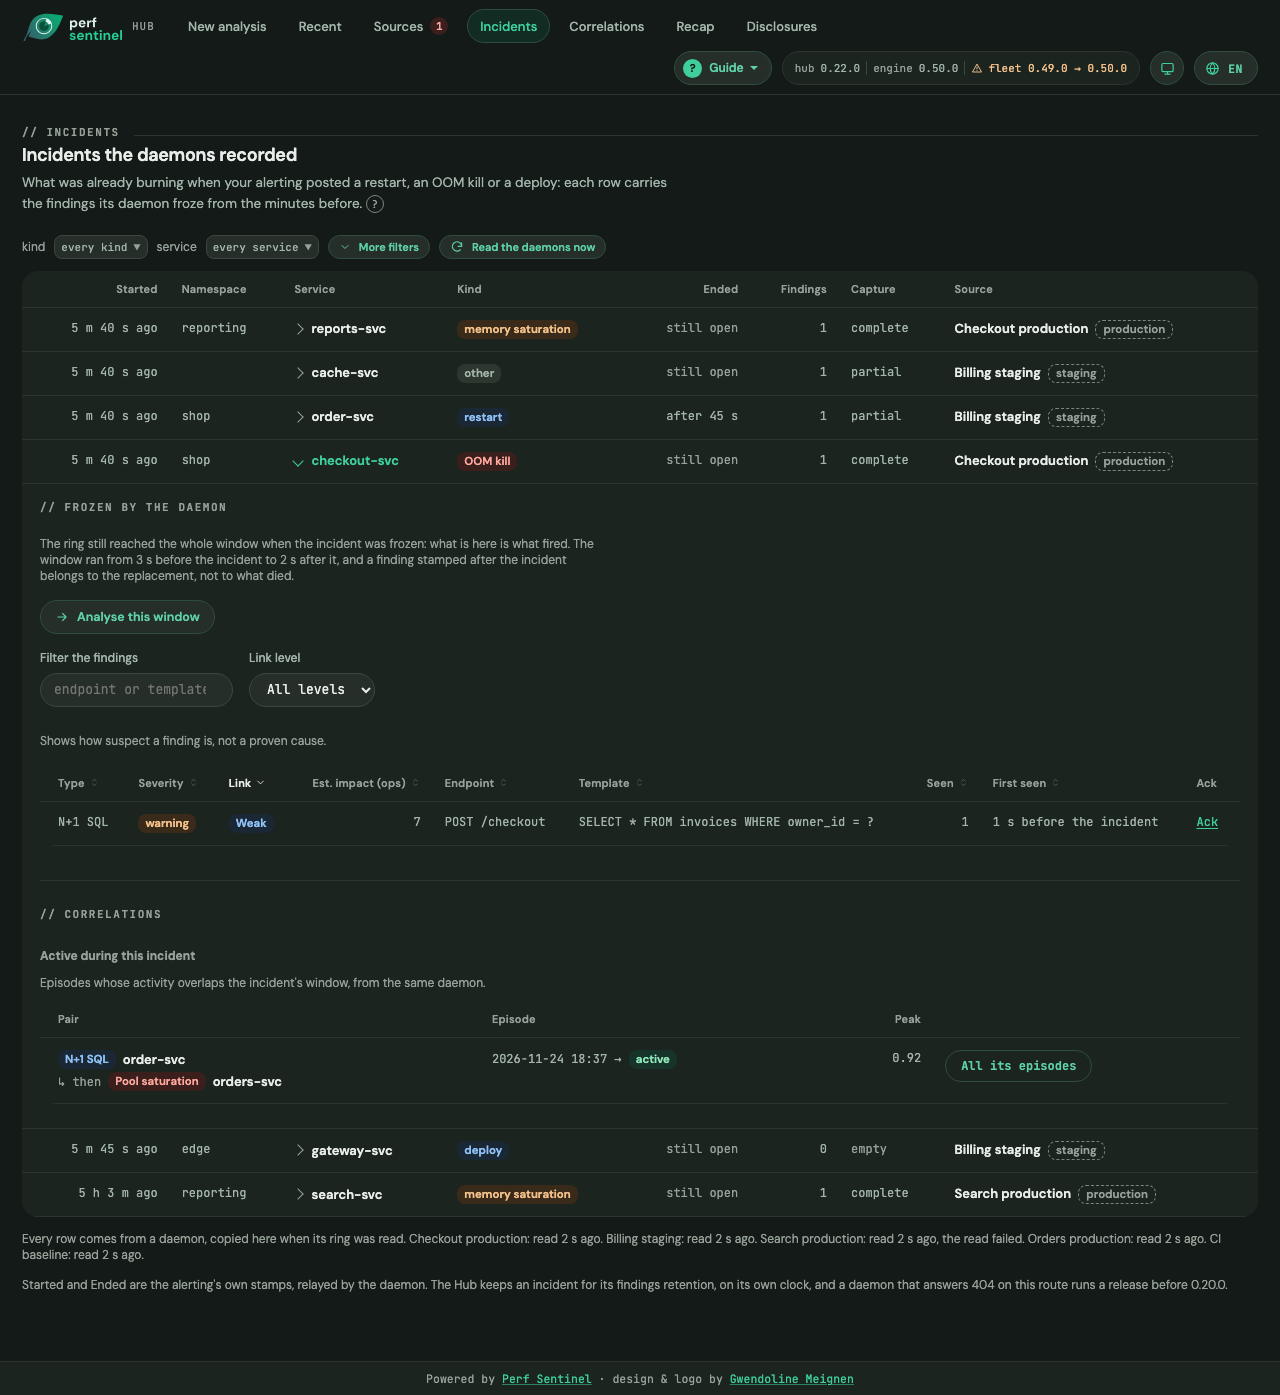 perf sentinel HUB New analysis Recent Sources 1 Incidents Correlations Recap Disclosures
? Guide hub 0.22.0 engine 0.50.0 ⚠ fleet 0.49.0 → 0.50.0 EN
// INCIDENTS
Incidents the daemons recorded
What was already burning when your alerting posted a restart, an OOM kill or a deploy: each row carries
the findings its daemon froze from the minutes before. ?
kind every kind ▼ service every service ▼ More filters Read the daemons now
Started Namespace Service Kind Ended Findings Capture Source
5 m 40 s ago reporting reports-svc memory saturation still open 1 complete Checkout production production
5 m 40 s ago cache-svc other still open 1 partial Billing staging staging
5 m 40 s ago shop order-svc restart after 45 s 1 partial Billing staging staging
5 m 40 s ago shop checkout-svc OOM kill still open 1 complete Checkout production production
// FROZEN BY THE DAEMON
The ring still reached the whole window when the incident was frozen: what is here is what fired. The
window ran from 3 s before the incident to 2 s after it, and a finding stamped after the incident
belongs to the replacement, not to what died.
→ Analyse this window
Filter the findings Link level
endpoint or template All levels
Shows how suspect a finding is, not a proven cause.
Type Severity Link Est. impact (ops) Endpoint Template Seen First seen Ack
N+1 SQL warning Weak 7 POST /checkout SELECT * FROM invoices WHERE owner_id = ? 1 1 s before the incident Ack
// CORRELATIONS
Active during this incident
Episodes whose activity overlaps the incident's window, from the same daemon.
Pair Episode Peak
N+1 SQL order-svc 2026-11-24 18:37 → active 0.92 All its episodes
↳ then Pool saturation orders-svc
5 m 45 s ago edge gateway-svc deploy still open 0 empty Billing staging staging
5 h 3 m ago reporting search-svc memory saturation still open 1 complete Search production production
Every row comes from a daemon, copied here when its ring was read. Checkout production: read 2 s ago. Billing staging: read 2 s ago. Search production: read 2 s ago, the read failed. Orders production: read 2 s ago. CI
baseline: read 2 s ago.
Started and Ended are the alerting's own stamps, relayed by the daemon. The Hub keeps an incident for its findings retention, on its own clock, and a daemon that answers 404 on this route runs a release before 0.20.0.
Powered by Perf Sentinel · design & logo by Gwendoline Meignen